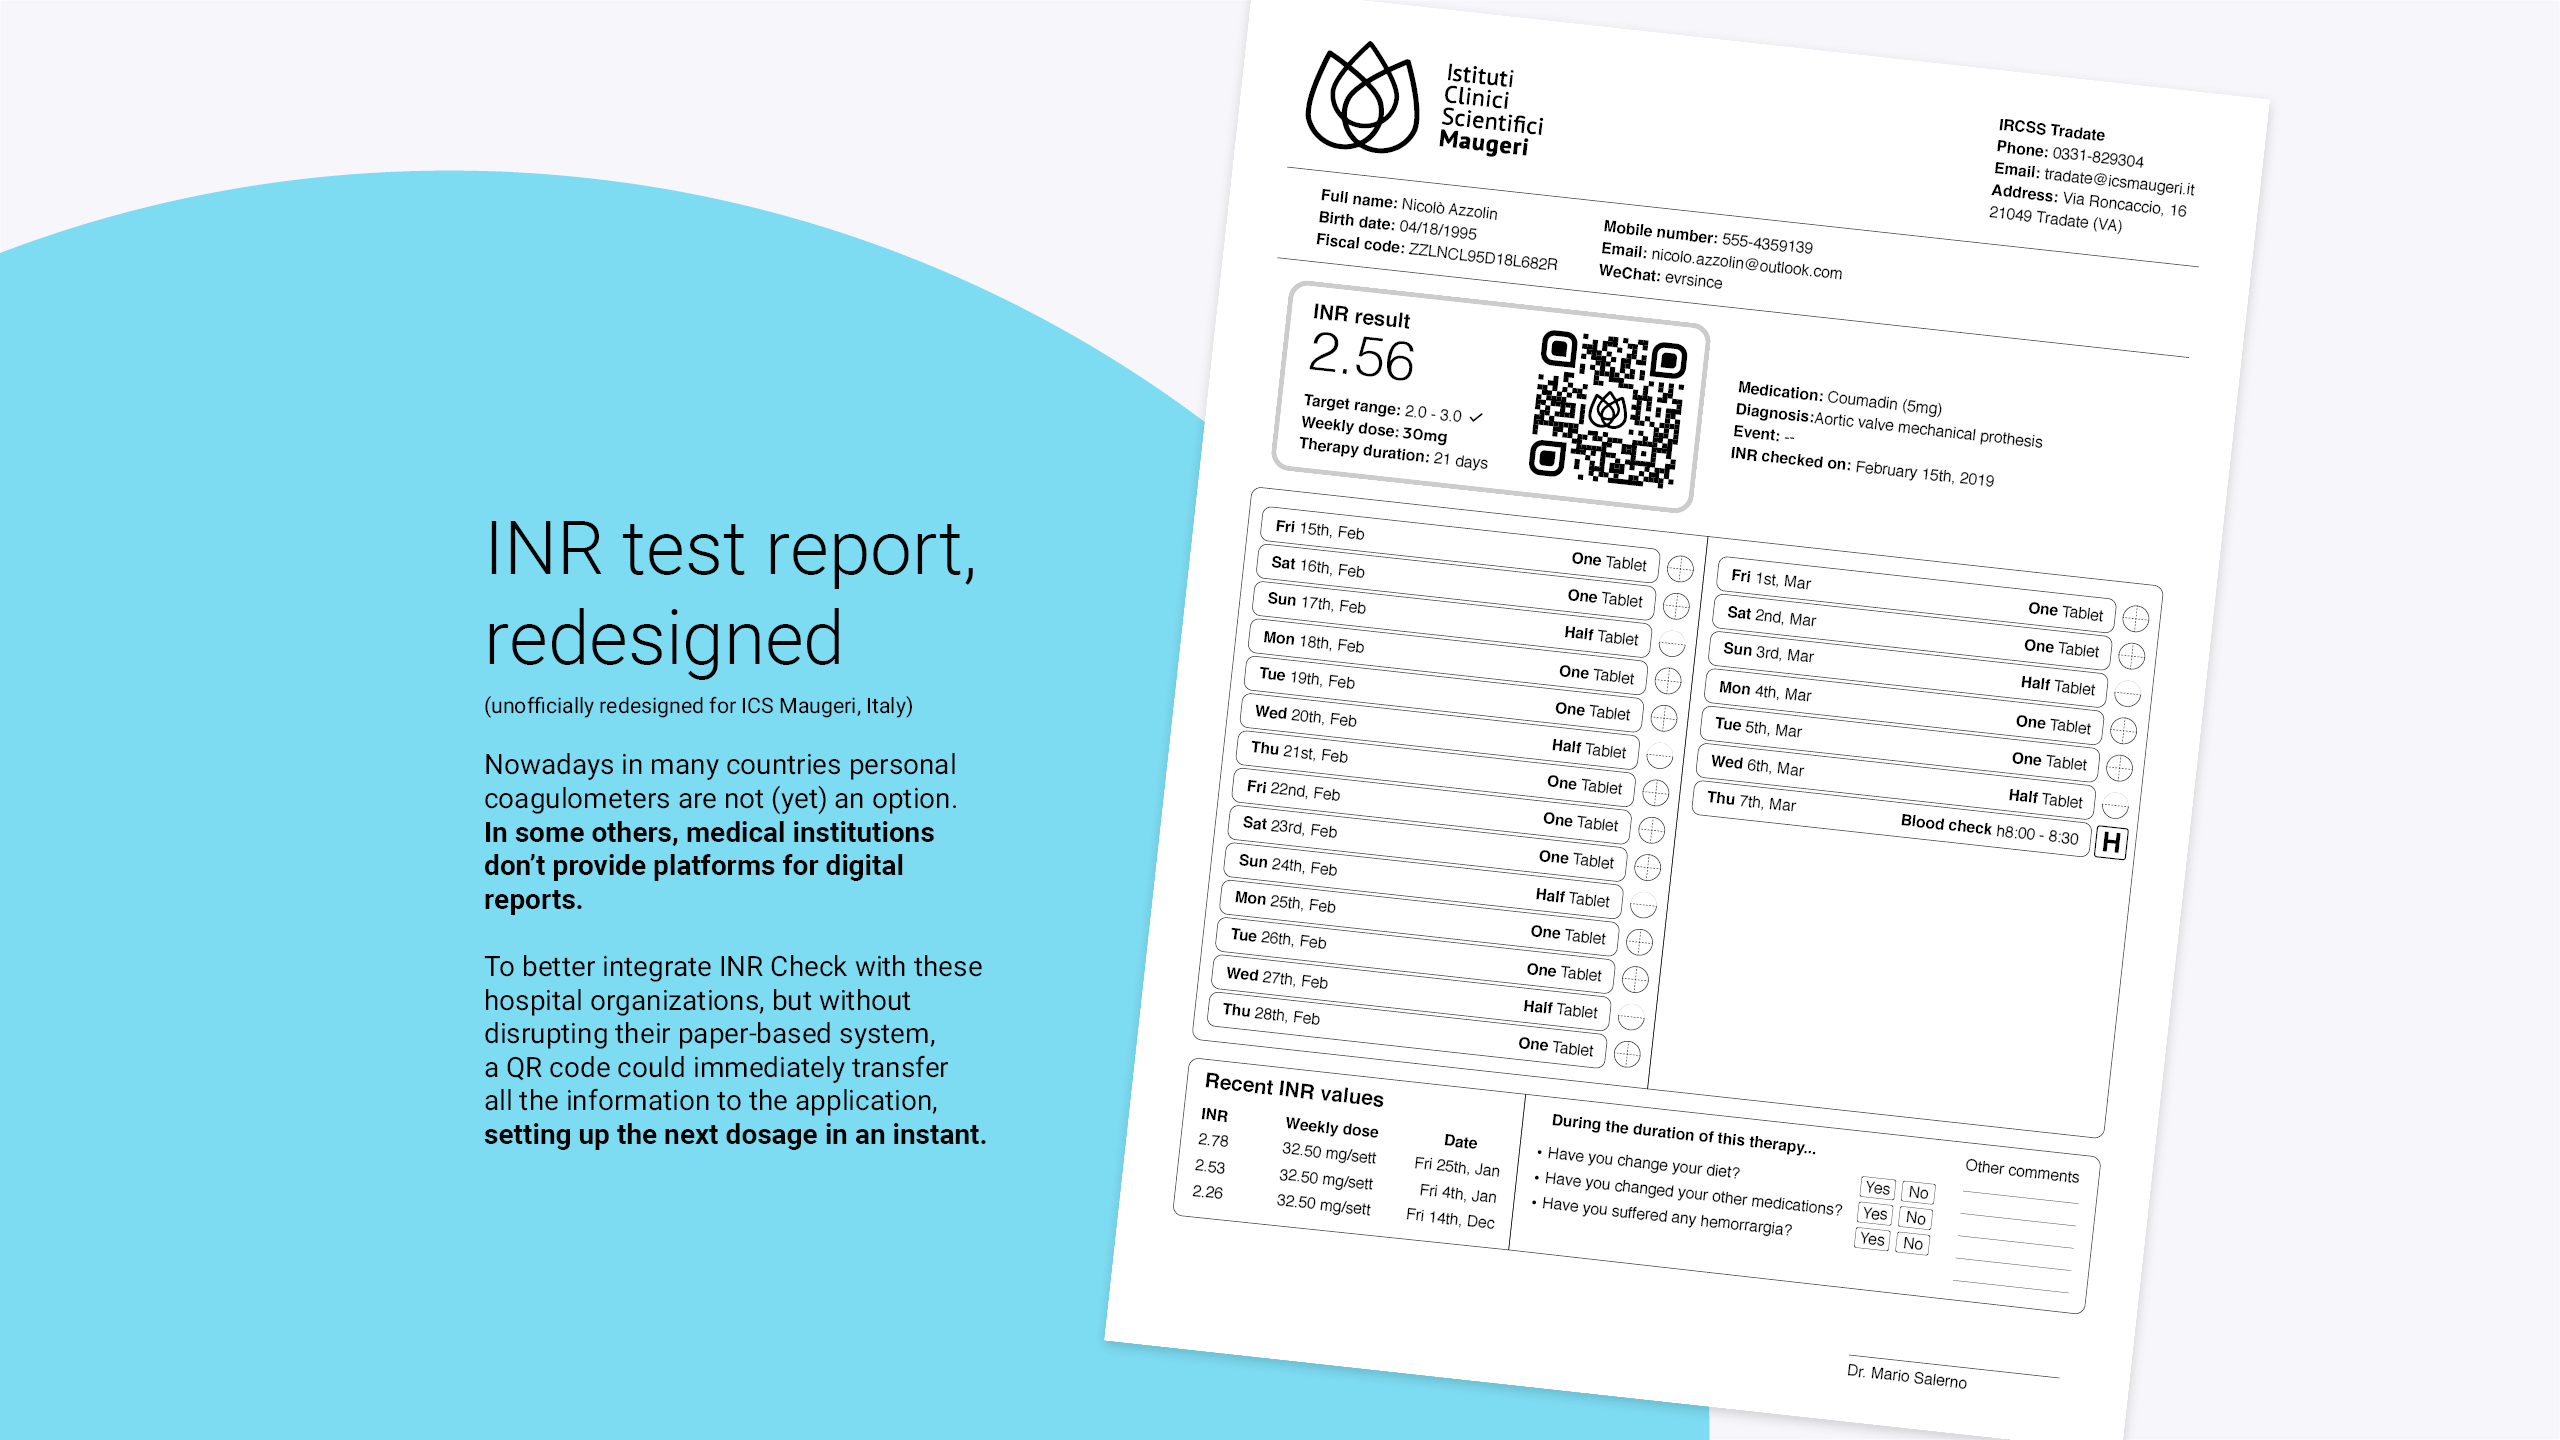 INR test report,
redesigned
(unofficially redesigned for ICS Maugeri, Italy)
Nowadays in many countries personal
coagulometers are not (yet) an option.
In some others, medical institutions
don't provide platforms for digital
reports.
To better integrate INR Check with these
hospital organizations, but without
disrupting their paper-based system,
a QR code could immediately transfer
all the information to the application,
setting up the next dosage in an instant.
Istituti
Clinici
Scientifici
Maugeri
IRCSS Tradate
Phone: 0331-829304
Email: tradate@icsmaugeri.it
Address: Via Roncaccio, 16
21049 Tradate (VA)
Full name: Nicolò Azzolin
Birth date: 04/18/1995
Fiscal code: ZZLNCL95D18L682R
Mobile number: 555-4359139
Email: nicolo.azzolin@outlook.com
WeChat: evrsince
INR result
2.56
Target range: 2.0 - 3.0 ✓
Weekly dose: 30mg
Therapy duration: 21 days
Medication: Coumadin (5mg)
Diagnosis:Aortic valve mechanical prothesis
Event: --
INR checked on: February 15th, 2019
Fri 15th, Feb One Tablet
Sat 16th, Feb One Tablet
Sun 17th, Feb Half Tablet
Mon 18th, Feb One Tablet
Tue 19th, Feb One Tablet
Wed 20th, Feb Half Tablet
Thu 21st, Feb One Tablet
Fri 22nd, Feb One Tablet
Sat 23rd, Feb One Tablet
Sun 24th, Feb Half Tablet
Mon 25th, Feb One Tablet
Tue 26th, Feb One Tablet
Wed 27th, Feb Half Tablet
Thu 28th, Feb One Tablet
Fri 1st, Mar One Tablet
Sat 2nd, Mar One Tablet
Sun 3rd, Mar Half Tablet
Mon 4th, Mar One Tablet
Tue 5th, Mar One Tablet
Wed 6th, Mar Half Tablet
Thu 7th, Mar Blood check h8:00 - 8:30 H
Recent INR values
INR Weekly dose Date
2.78 32.50 mg/sett Fri 25th, Jan
2.53 32.50 mg/sett Fri 4th, Jan
2.26 32.50 mg/sett Fri 14th, Dec
During the duration of this therapy...
• Have you change your diet? Yes No
• Have you changed your other medications? Yes No
• Have you suffered any hemorrargia? Yes No
Other comments
Dr. Mario Salerno